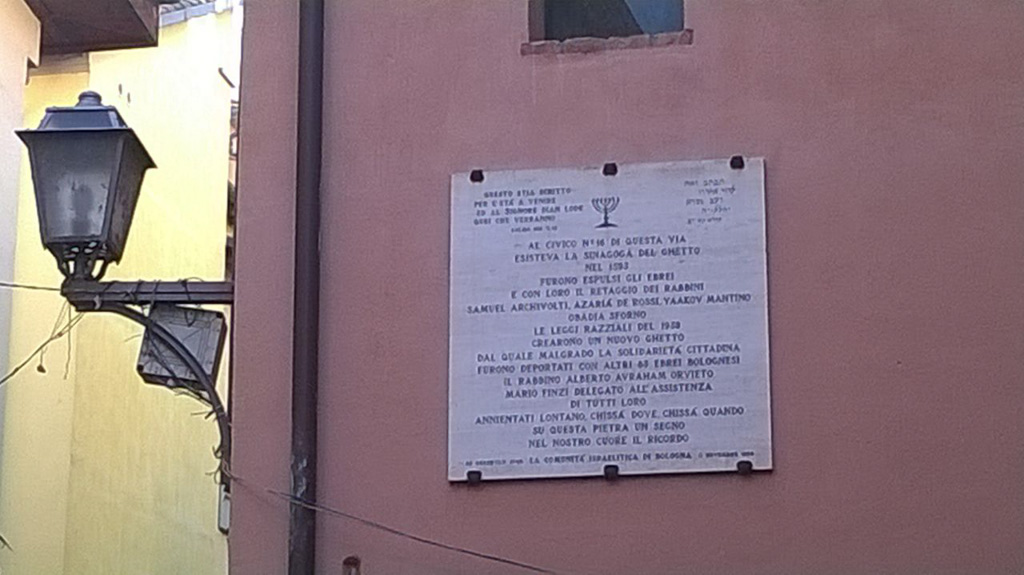 QUESTO SIA SCRITTO
PER L'ETÀ A VENIRE
ED AL SIGNORE DIAN LODE
QUEI CHE VERRANNO
AL CIVICO N° 16 DI QUESTA VIA
ESISTEVA LA SINAGOGA DEL GHETTO
NEL 1593
FURONO ESPULSI GLI EBREI
E CON LORO IL RETAGGIO DEI RABBINI
SAMUEL ARCHIVOLTI, AZARIA DE ROSSI, YAAKOV MANTINO
OBADIA SFORNO
LE LEGGI RAZZIALI DEL 1938
CREARONO UN NUOVO GHETTO
DAL QUALE MALGRADO LA SOLIDARIETÀ CITTADINA
FURONO DEPORTATI CON ALTRI 83 EBREI BOLOGNESI
IL RABBINO ALBERTO AVRAHAM ORVIETO
MARIO FINZI DELEGATO ALL'ASSISTENZA
DI TUTTI LORO
ANNIENTATI LONTANO, CHISSÀ DOVE, CHISSÀ QUANDO
SU QUESTA PIETRA UN SEGNO
NEL NOSTRO CUORE IL RICORDO
LA COMUNITÀ ISRAELITICA DI BOLOGNA